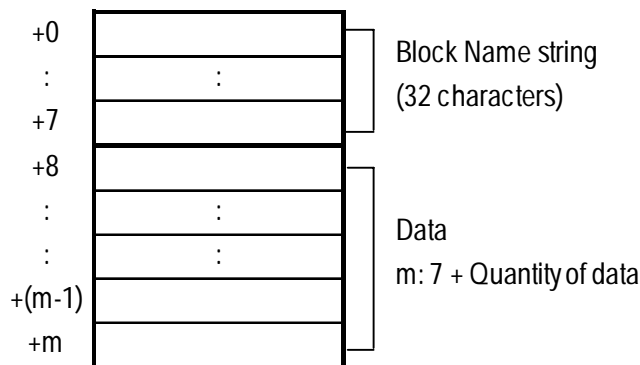 +0
:
:
+7
Block Name string
(32 characters)
+8
:
:
:
:
+(m-1)
+m
Data
m: 7 + Quantity of data